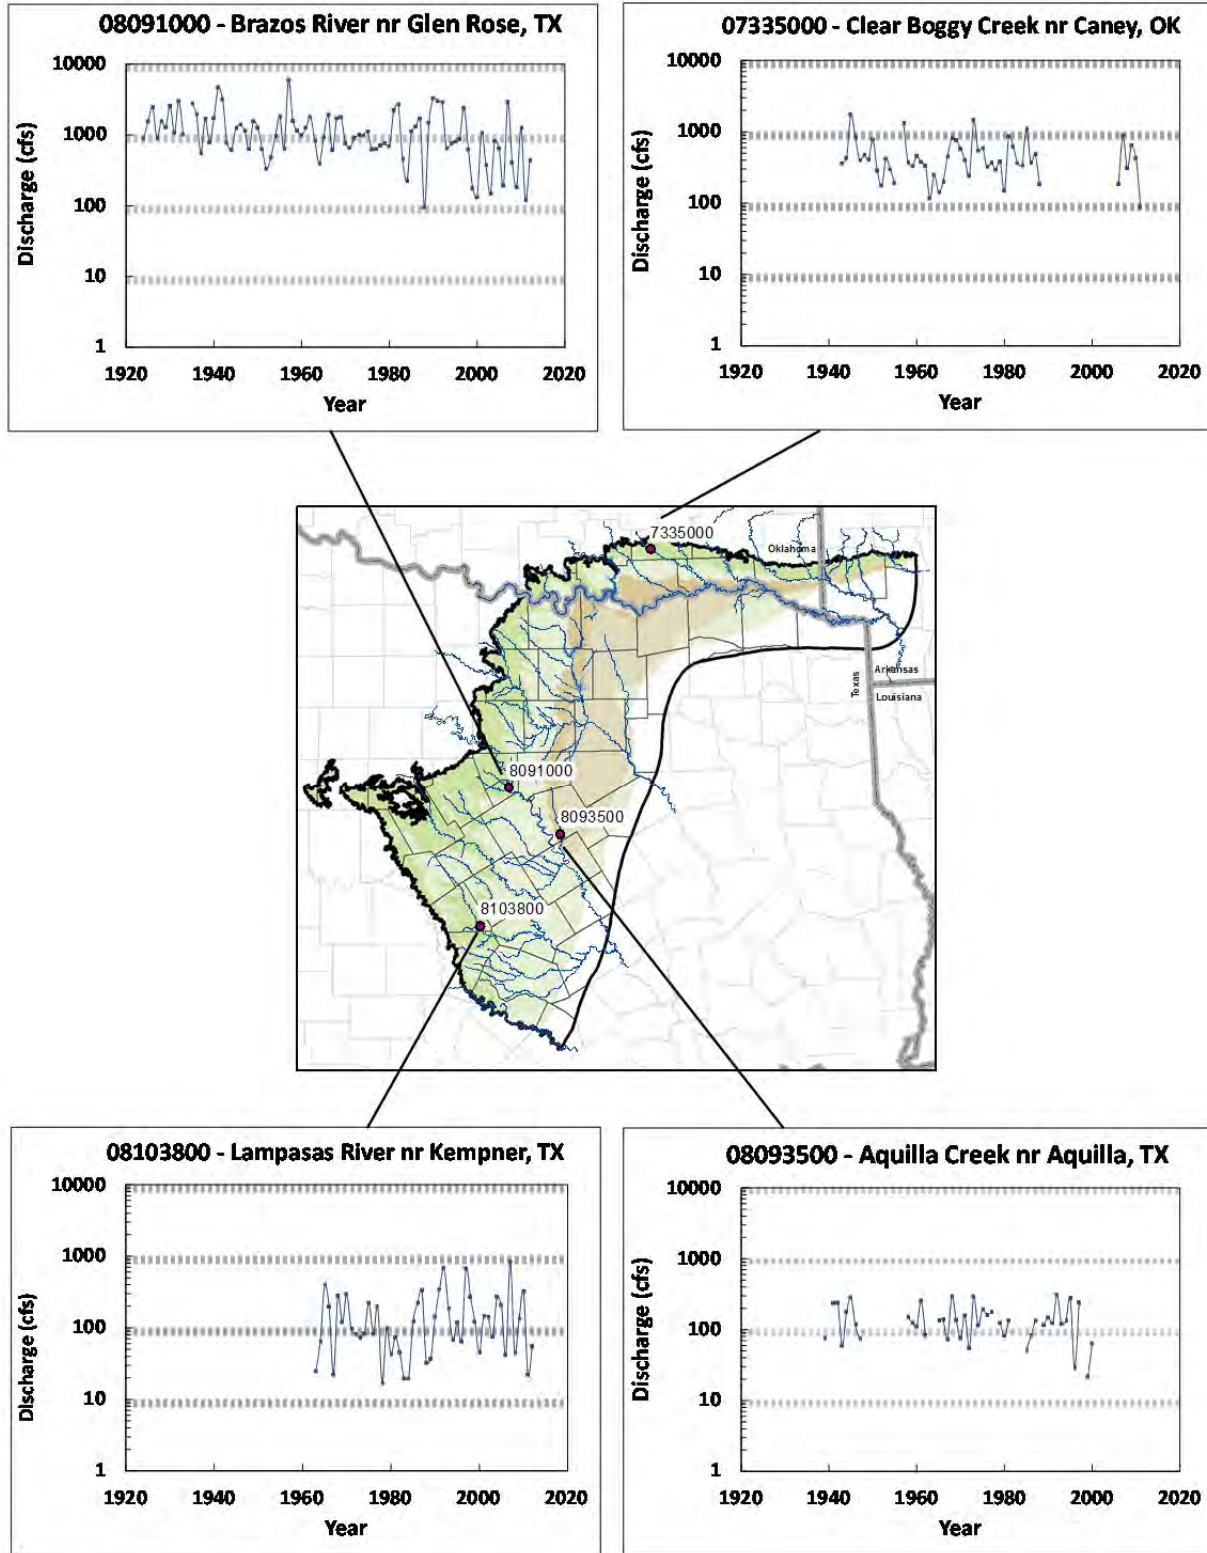 08091000 - Brazos River nr Glen Rose, TX
10000
1000
100
10
1
Discharge (cfs)
1920 1940 1960 1980 2000 2020
Year
07335000 - Clear Boggy Creek nr Caney, OK
10000
1000
100
10
1
Discharge (cfs)
1920 1940 1960 1980 2000 2020
Year
7335000
Oklahoma
Arkansas
Texas
Louisiana
8091000
8093500
8103800
08103800 - Lampasas River nr Kempner, TX
10000
1000
100
10
1
Discharge (cfs)
1920 1940 1960 1980 2000 2020
Year
08093500 - Aquilla Creek nr Aquilla, TX
10000
1000
100
10
1
Discharge (cfs)
1920 1940 1960 1980 2000 2020
Year